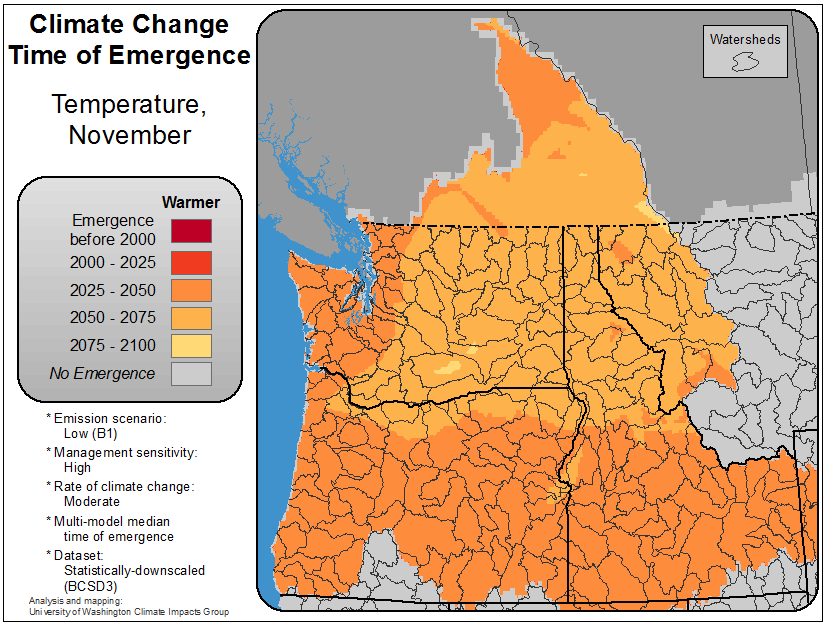 Climate Change
Time of Emergence
Temperature,
November
Watersheds
Warmer
Emergence
before 2000
2000 - 2025
2025 - 2050
2050 - 2075
2075 - 2100
No Emergence
* Emission scenario:
Low (B1)
* Management sensitivity:
High
* Rate of climate change:
Moderate
* Multi-model median
time of emergence
* Dataset:
Statistically-downscaled
(BCSD3)
Analysis and mapping:
University of Washington Climate Impacts Group